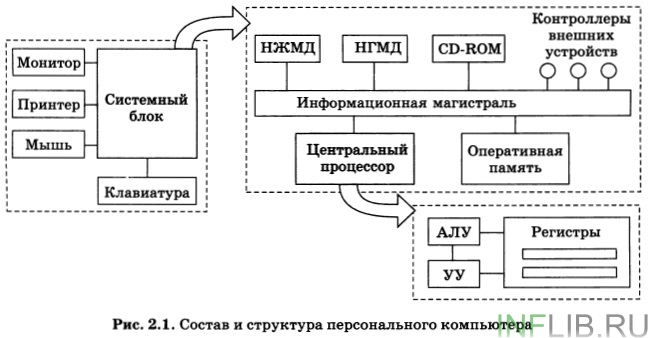 Монитор
Принтер
Мышь
Системный
блок
Клавиатура
НЖМД
НГМД
CD-ROM
Контроллеры
внешних
устройств
Информационная магистраль
Центральный
процессор
Оперативная
память
АЛУ
УУ
Регистры
Рис. 2.1. Состав и структура персонального компьютера
INFLIB.RU